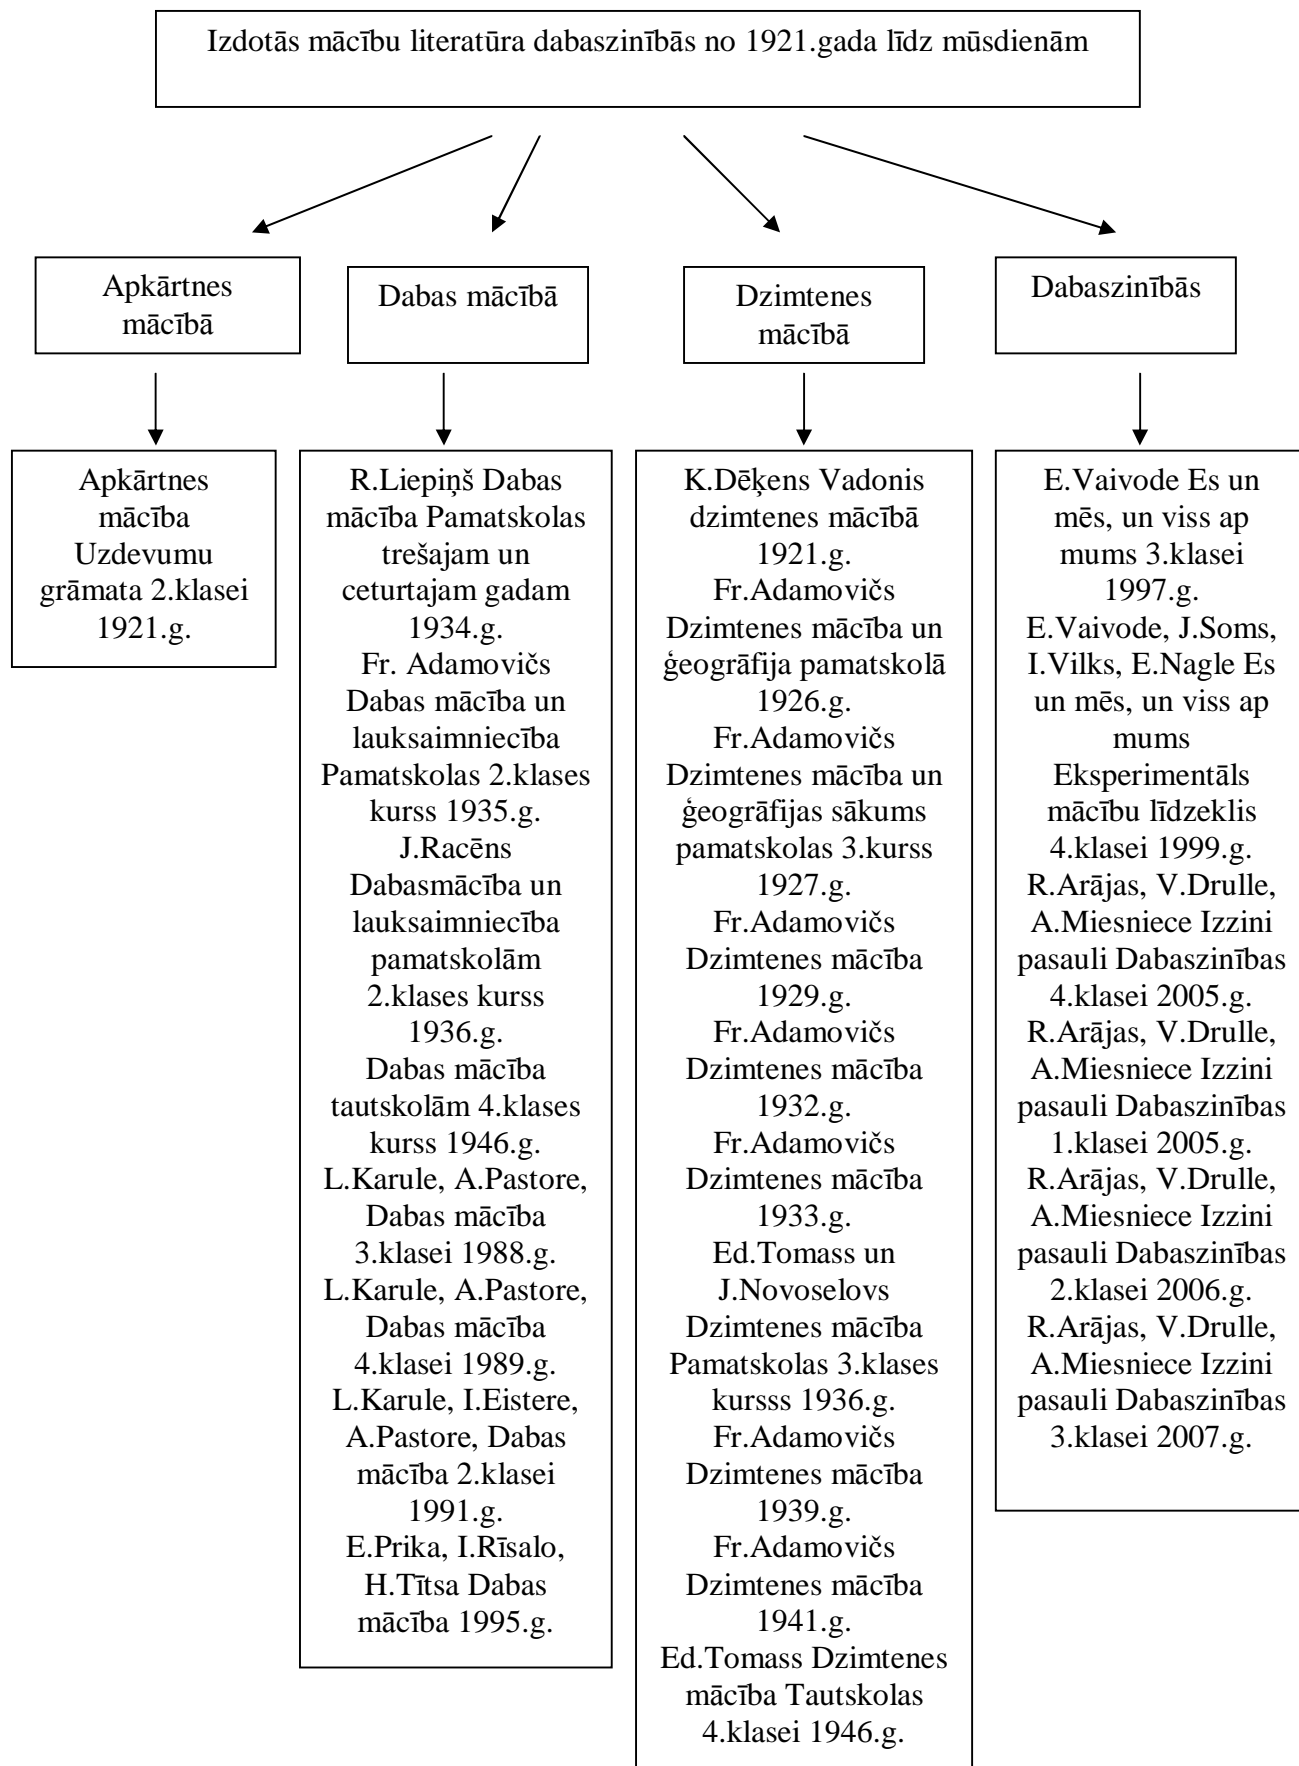 Izdotās mācību literatūra dabaszinībās no 1921.gada līdz mūsdienām
Apkārtnes
mācībā
Dabas mācībā
Dzimtenes
mācībā
Dabaszinībās
Apkārtnes
mācība
Uzdevumu
grāmata 2.klasei
1921.g.
R.Liepiņš Dabas
mācība Pamatskolas
trešajam un
ceturtajam gadam
1934.g.
Fr. Adamovičs
Dabas mācība un
lauksaimniecība
Pamatskolas 2.klases
kurss 1935.g.
J.Racēns
Dabasmācība un
lauksaimniecība
pamatskolām
2.klases kurss
1936.g.
Dabas mācība
tautskolām 4.klases
kurss 1946.g.
L.Karule, A.Pastore,
Dabas mācība
3.klasei 1988.g.
L.Karule, A.Pastore,
Dabas mācība
4.klasei 1989.g.
L.Karule, I.Eistere,
A.Pastore, Dabas
mācība 2.klasei
1991.g.
E.Prika, I.Rīsalo,
H.Tītsa Dabas
mācība 1995.g.
K.Dēķens Vadonis
dzimtenes mācībā
1921.g.
Fr.Adamovičs
Dzimtenes mācība un
ģeogrāfija pamatskolā
1926.g.
Fr.Adamovičs
Dzimtenes mācība un
ģeogrāfijas sākums
pamatskolas 3.kurss
1927.g.
Fr.Adamovičs
Dzimtenes mācība
1929.g.
Fr.Adamovičs
Dzimtenes mācība
1932.g.
Fr.Adamovičs
Dzimtenes mācība
1933.g.
Ed.Tomass un
J.Novoselovs
Dzimtenes mācība
Pamatskolas 3.klases
kursss 1936.g.
Fr.Adamovičs
Dzimtenes mācība
1939.g.
Fr.Adamovičs
Dzimtenes mācība
1941.g.
Ed.Tomass Dzimtenes
mācība Tautskolas
4.klasei 1946.g.
E.Vaivode Es un
mēs, un viss ap
mums 3.klasei
1997.g.
E.Vaivode, J.Soms,
I.Vilks, E.Nagle Es
un mēs, un viss ap
mums
Eksperimentāls
mācību līdzeklis
4.klasei 1999.g.
R.Arājas, V.Drulle,
A.Miesniece Izzini
pasauli Dabaszinības
4.klasei 2005.g.
R.Arājas, V.Drulle,
A.Miesniece Izzini
pasauli Dabaszinības
1.klasei 2005.g.
R.Arājas, V.Drulle,
A.Miesniece Izzini
pasauli Dabaszinības
2.klasei 2006.g.
R.Arājas, V.Drulle,
A.Miesniece Izzini
pasauli Dabaszinības
3.klasei 2007.g.